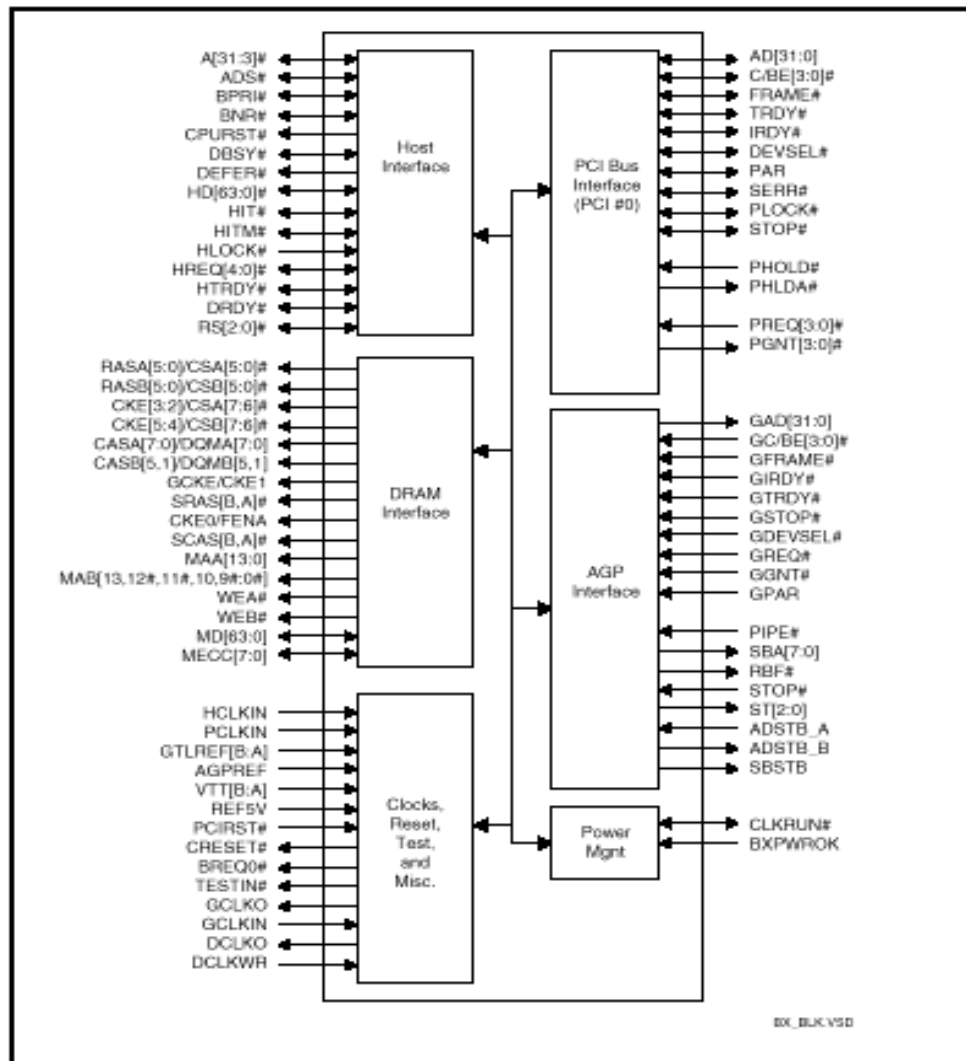 A[31:3]#
ADS#
BPRI#
BNR#
CPURST#
DBSY#
DEFER#
HD[63:0]#
HIT#
HITM#
HLOCK#
HREQ[4:0]#
HTRDY#
DRDY#
RS[2:0]#
Host
Interface
RASA[5:0]/CSA[5:0]#
RASB[5:0]/CSB[5:0]#
CKE[3:2]/CSA[7:6]#
CKE[5:4]/CSB[7:6]#
CASA[7:0]/DQMA[7:0]
CASB[5,1]/DQMB[5,1]
GCKE/CKE1
SRAS[B,A]#
CKE0/FENA
SCAS[B,A]#
MAA[13:0]
MAB[13,12#,11#,10,9#:0#]
WEA#
WEB#
MD[63:0]
MECC[7:0]
DRAM
Interface
HCLKIN
PCLKIN
GTLREF[B:A]
AGPREF
VTT[B:A]
REF5V
PCIRST#
CRESET#
BREQ0#
TESTIN#
GCLKO
GCLKIN
DCLKO
DCLKWR
Clocks,
Reset,
Test,
and
Misc.
PCI Bus
Interface
(PCI #0)
AD[31:0]
C/BE[3:0]#
FRAME#
TRDY#
IRDY#
DEVSEL#
PAR
SERR#
PLOCK#
STOP#
PHOLD#
PHLDA#
PREQ[3:0]#
PGNT[3:0]#
AGP
Interface
GAD[31:0]
GC/BE[3:0]#
GFRAME#
GIRDY#
GTRDY#
GSTOP#
GDEVSEL#
GREQ#
GGNT#
GPAR
PIPE#
SBA[7:0]
RBF#
STOP#
ST[2:0]
ADSTB_A
ADSTB_B
SBSTB
Power
Mgnt
CLKRUN#
BXPWROK
BX_BLK.VSD